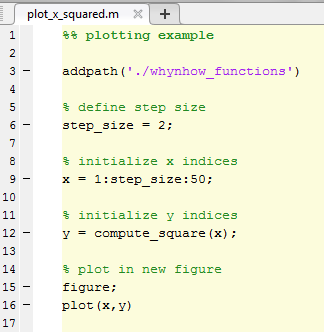 plot_x_squared.m × +
1 %% plotting example
2
3 – addpath('./whynhow_functions')
4
5 % define step size
6 – step_size = 2;
7
8 % initialize x indices
9 – x = 1:step_size:50;
10
11 % initialize y indices
12 – y = compute_square(x);
13
14 % plot in new figure
15 – figure;
16 – plot(x,y)
17